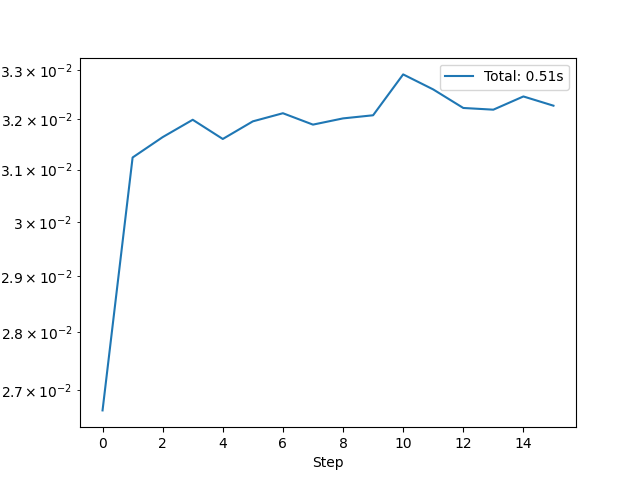 3.3 × 10⁻²
3.2 × 10⁻²
3.1 × 10⁻²
3 × 10⁻²
2.9 × 10⁻²
2.8 × 10⁻²
2.7 × 10⁻²
Total: 0.51s
0 2 4 6 8 10 12 14
Step